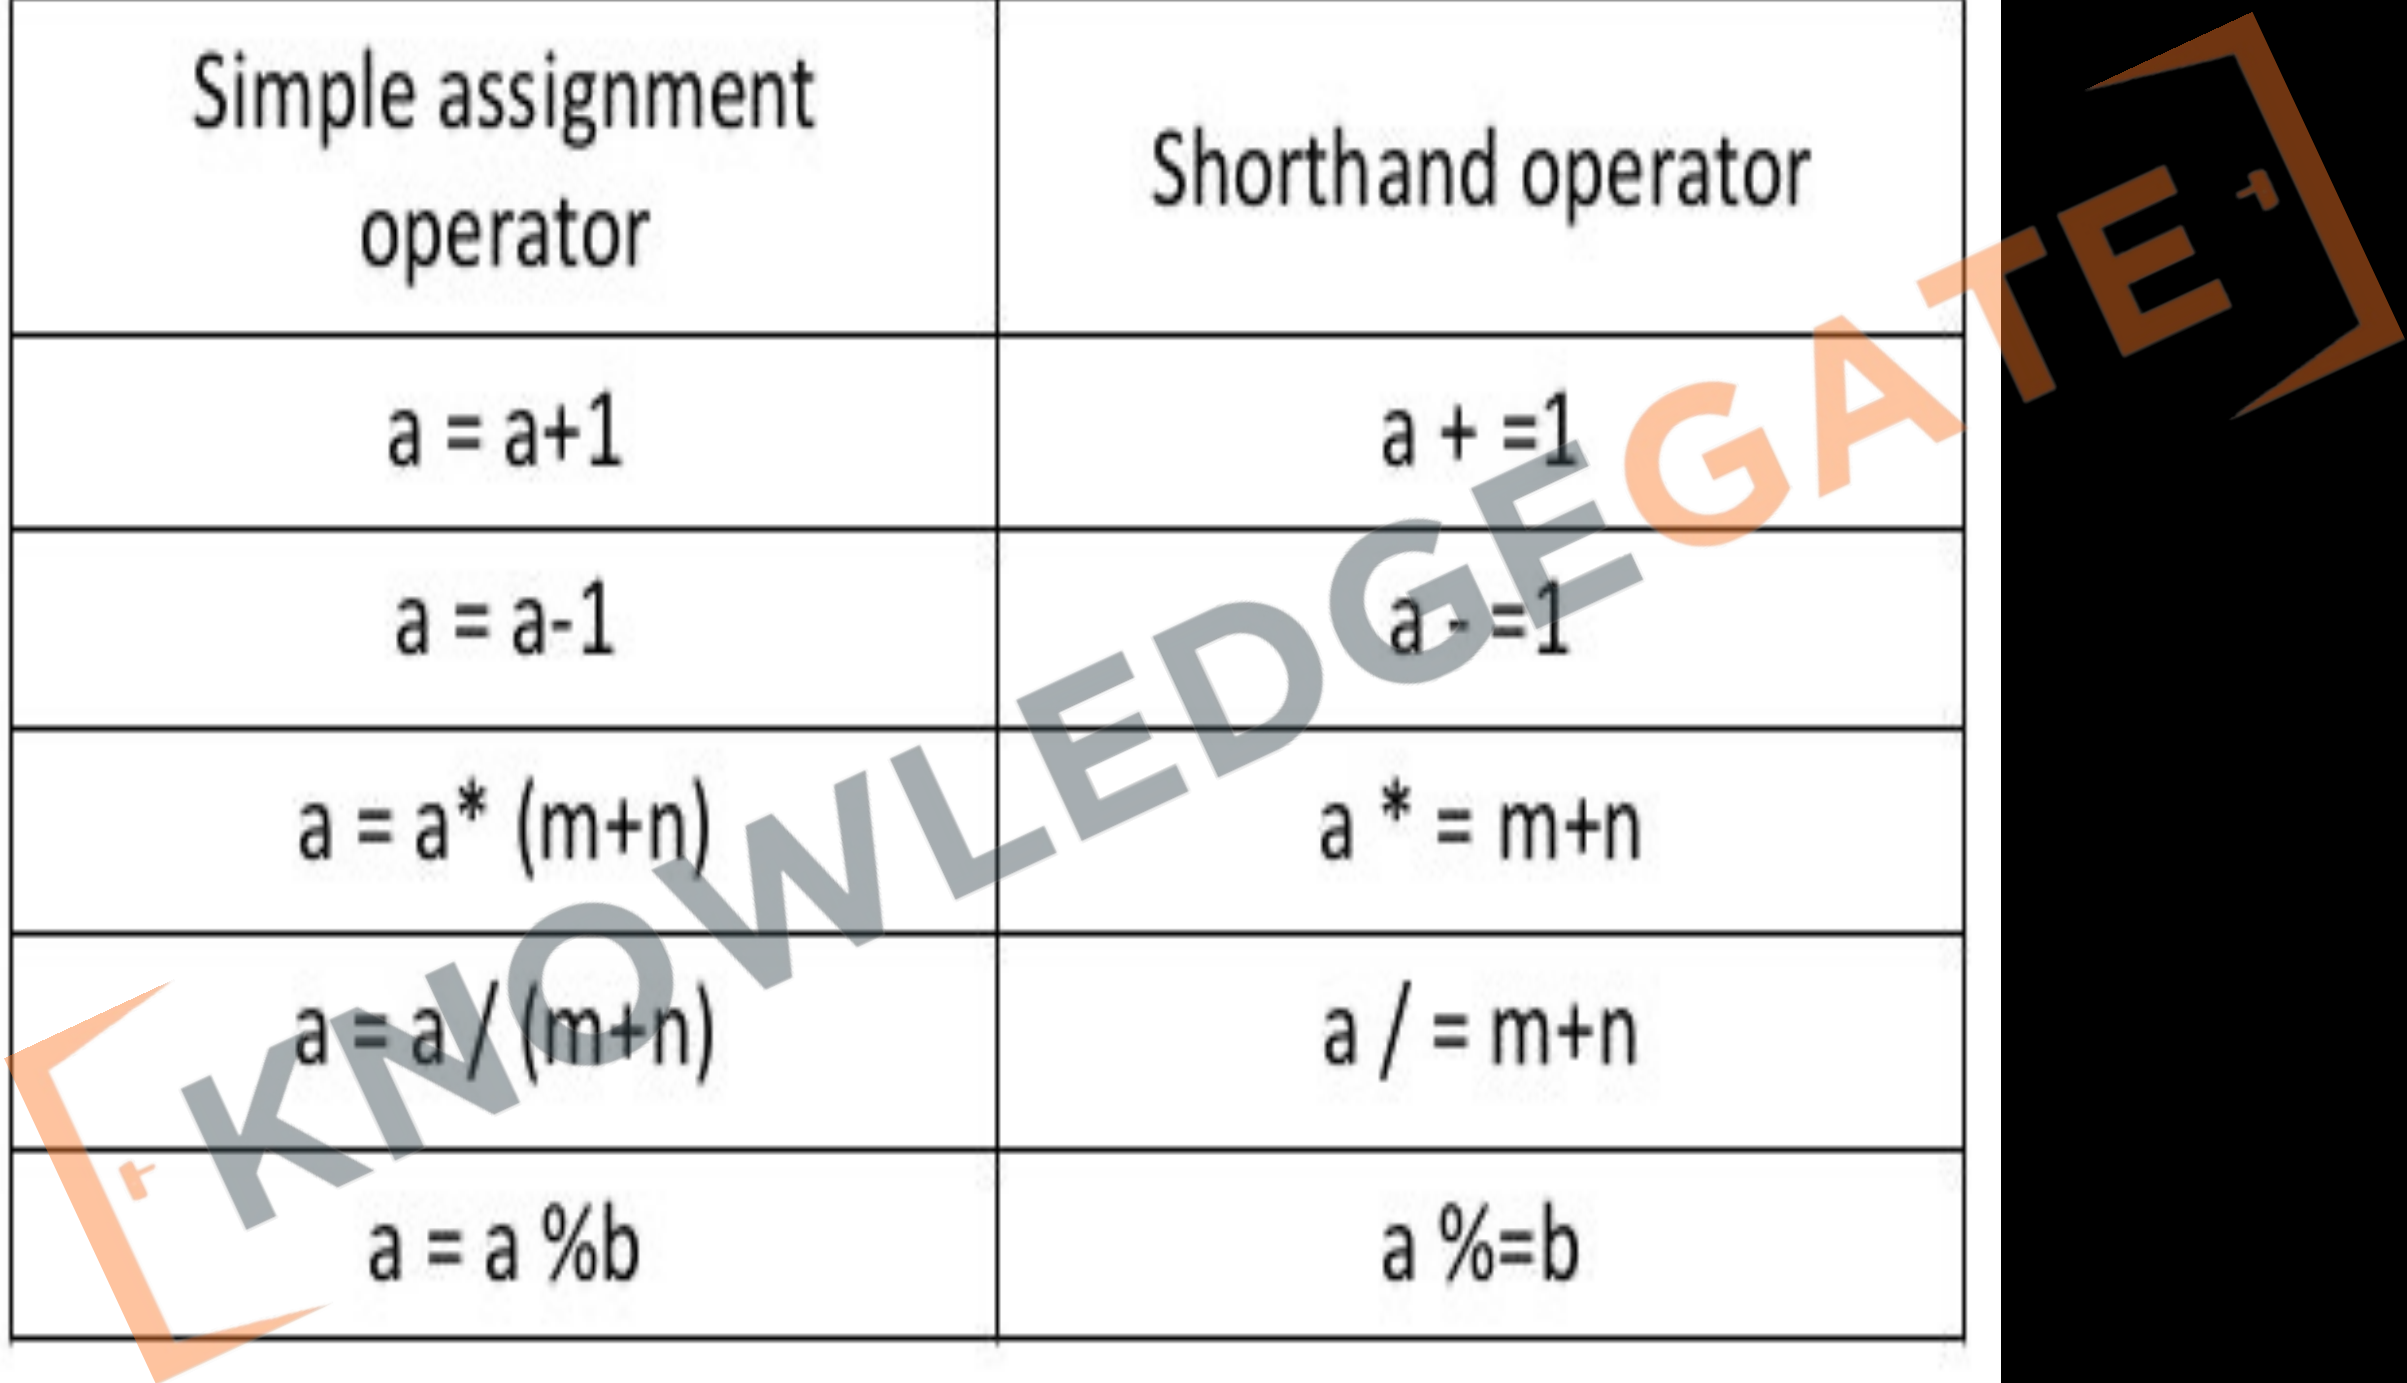 Simple assignment
operator
Shorthand operator
a = a+1
a + =1
a = a-1
a - =1
a = a* (m+n)
a * = m+n
a = a / (m+n)
a / = m+n
a = a %b
a %=b
KNOWLEDGEGATE